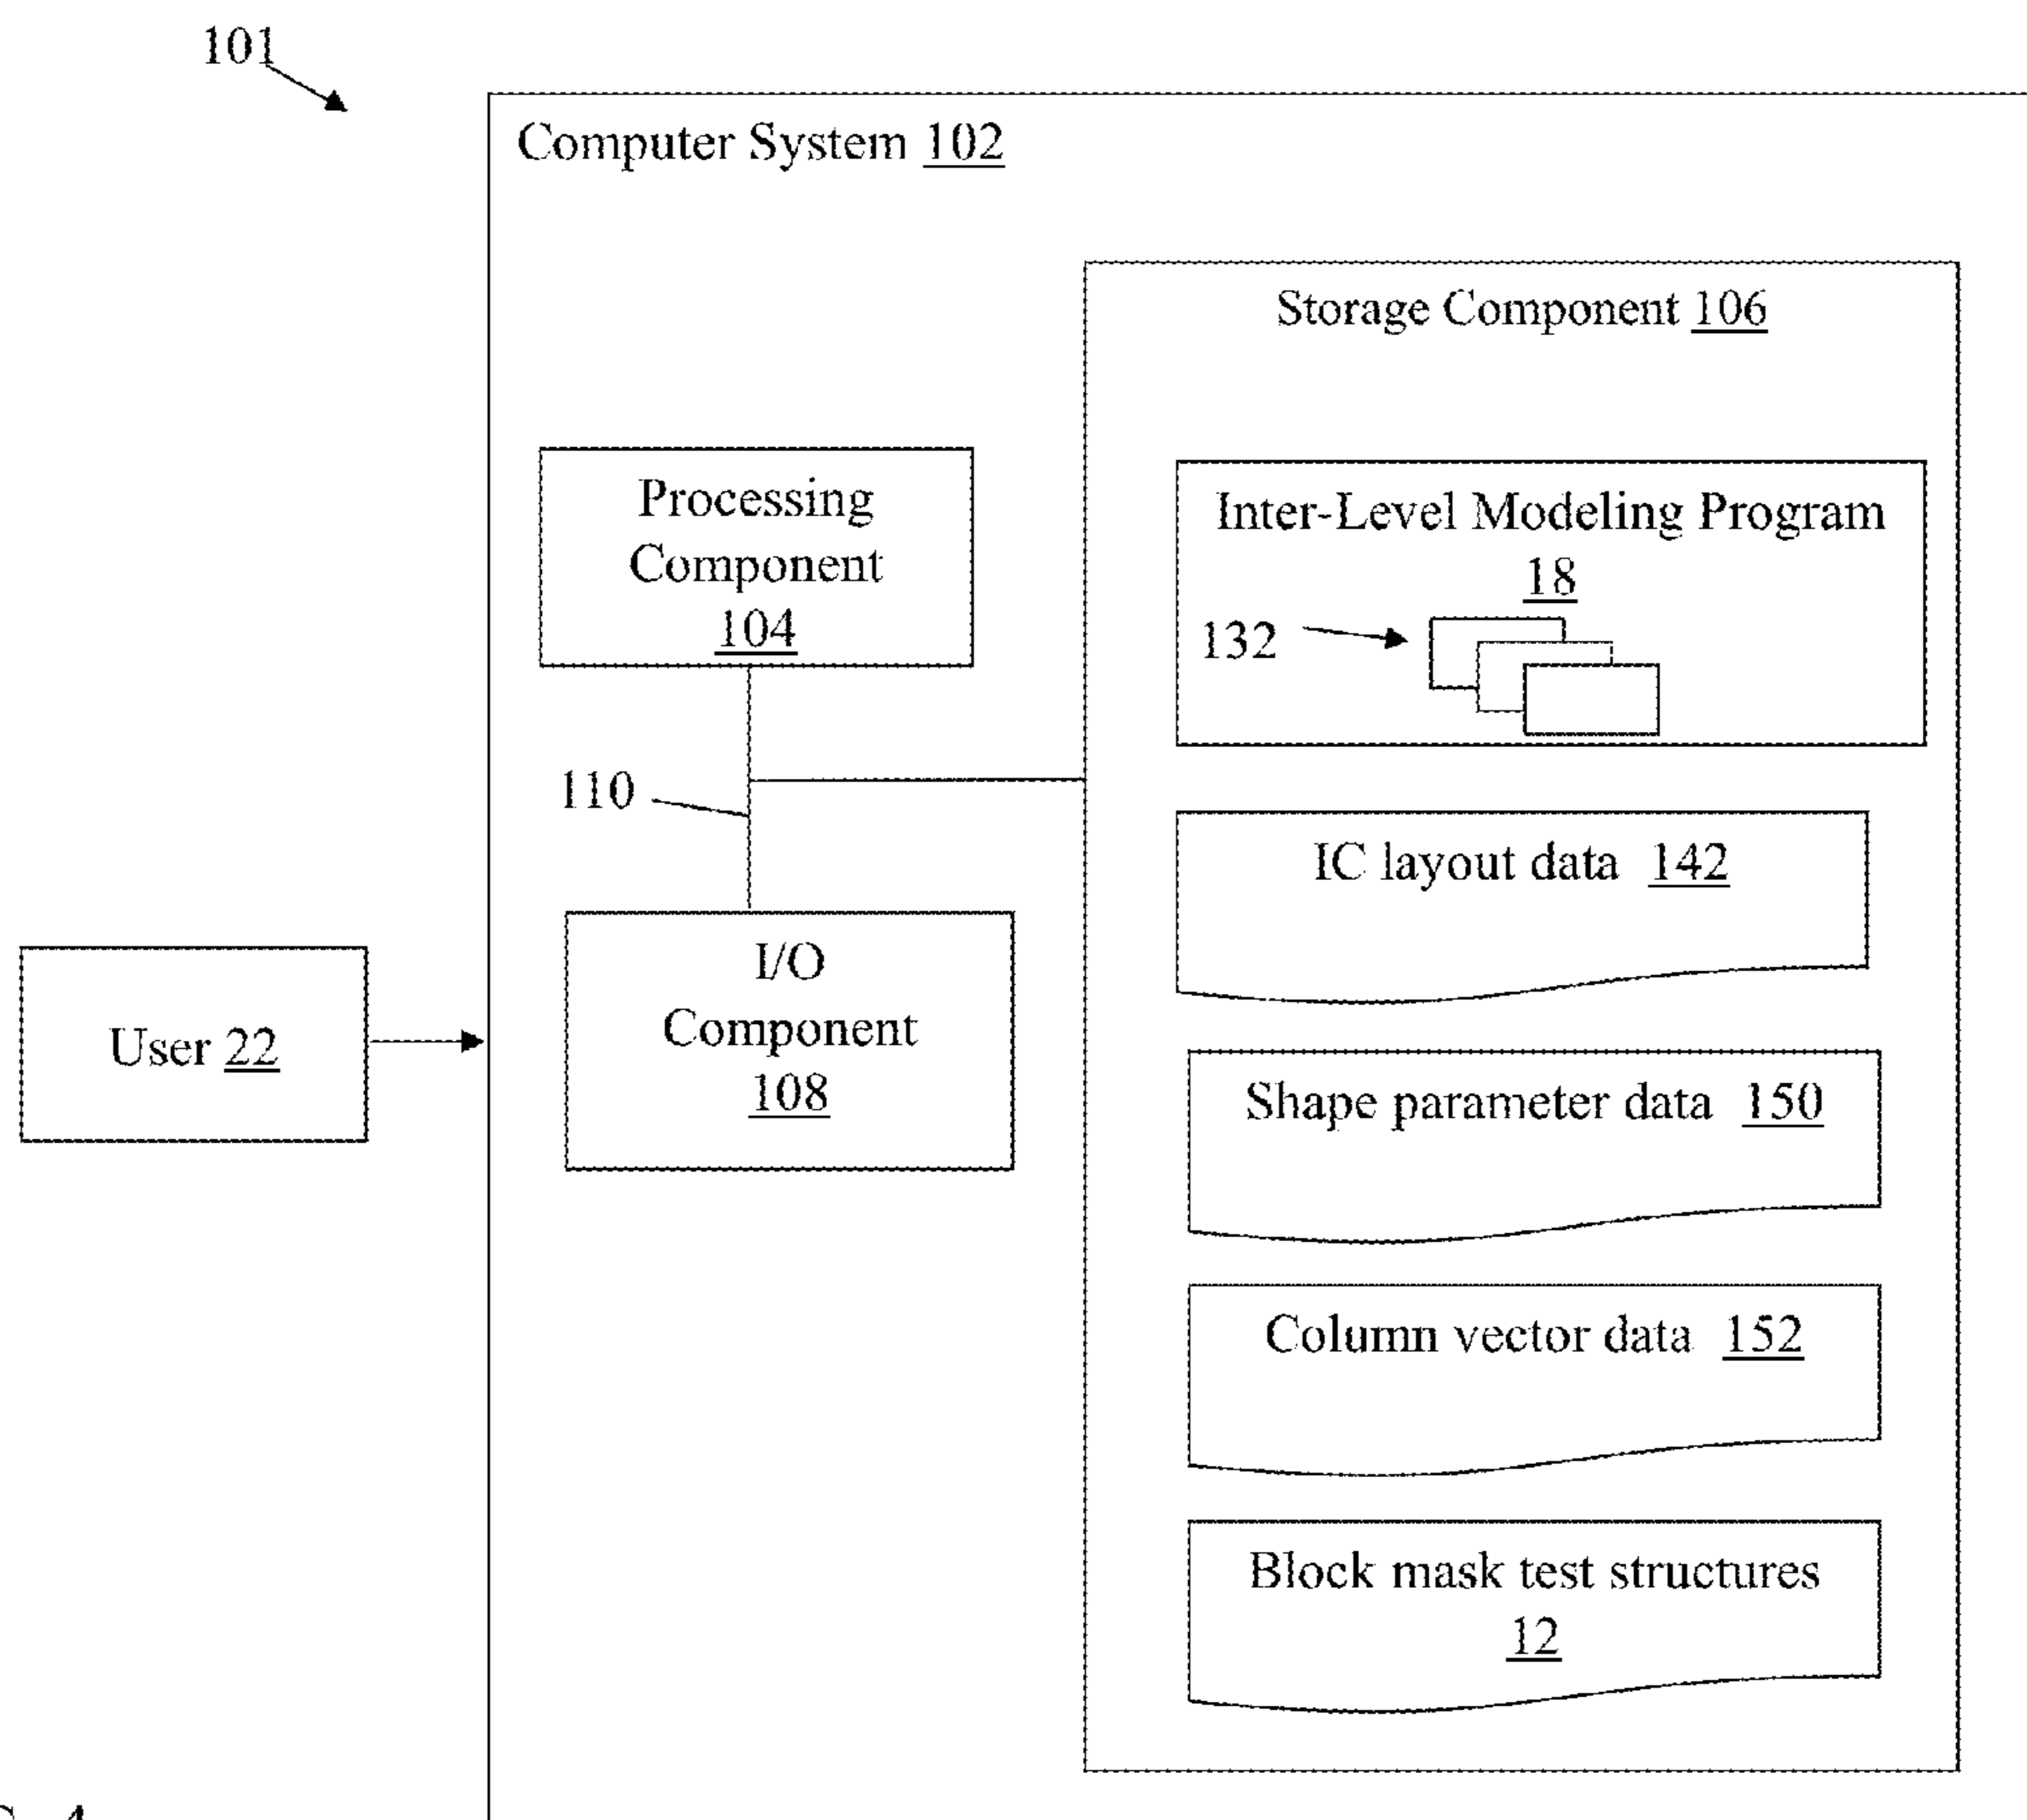 101
Computer System 102
Storage Component 106
Processing
Component
104
Inter-Level Modeling Program
18
132
110
IC layout data 142
I/O
Component
108
User 22
Shape parameter data 150
Column vector data 152
Block mask test structures
12